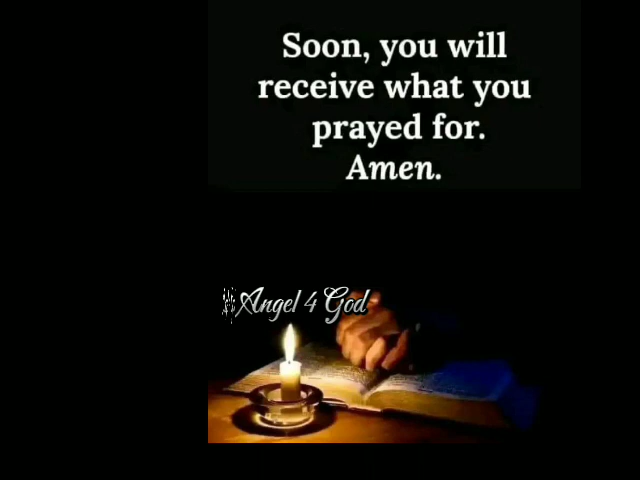 Soon, you will
receive what you
prayed for.
Amen.
Angel 4 God